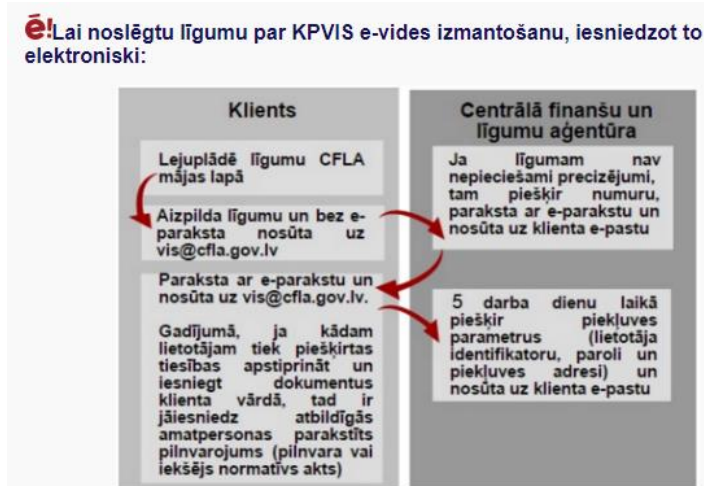 ē!Lai noslēgtu līgumu par KPVIS e-vides izmantošanu, iesniedzot to
elektroniski:
Klients
Lejuplādē līgumu CFLA
mājas lapā
Aizpilda līgumu un bez e-
paraksta nosūta uz
vis@cfla.gov.lv
Paraksta ar e-parakstu un
nosūta uz vis@cfla.gov.lv.
Gadījumā, ja kādam
lietotājam tiek piešķirtas
tiesības apstiprināt un
iesniegt dokumentus
klienta vārdā, tad ir
jāiesniedz atbildīgās
amatpersonas parakstīts
pilnvarojums (pilnvara vai
iekšējs normatīvs akts)
Centrālā finanšu un
līgumu aģentūra
Ja līgumam nav
nepieciešami precizējumi,
tam piešķir numuru,
paraksta ar e-parakstu un
nosūta uz klienta e-pastu
5 darba dienu laikā
piešķir piekļuves
parametrus (lietotāja
identifikatoru, paroli un
piekļuves adresi) un
nosūta uz klienta e-pastu